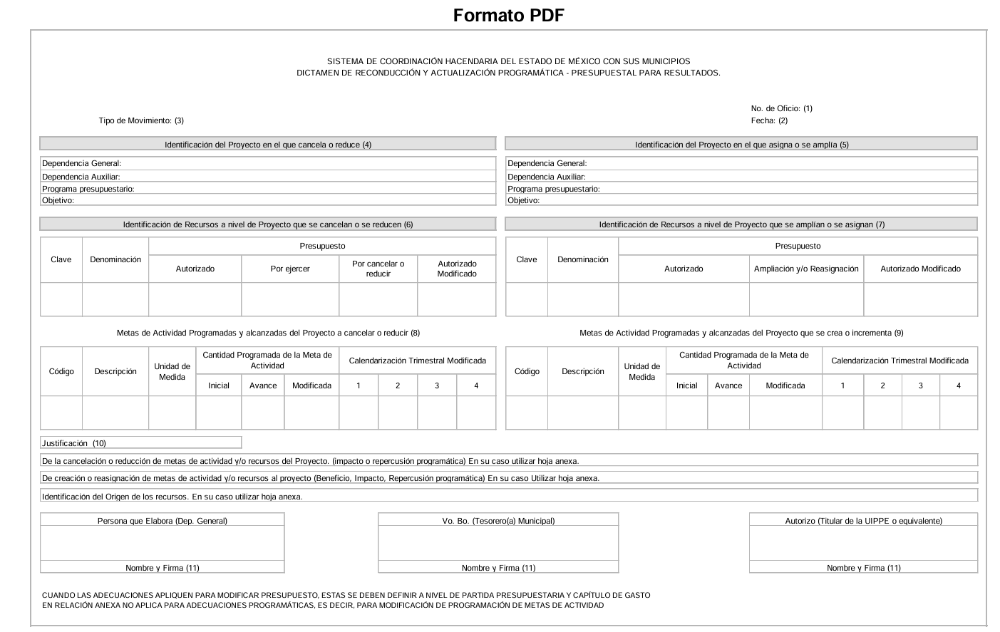 Formato PDF
SISTEMA DE COORDINACIÓN HACENDARIA DEL ESTADO DE MÉXICO CON SUS MUNICIPIOS
DICTAMEN DE RECONDUCCIÓN Y ACTUALIZACIÓN PROGRAMÁTICA - PRESUPUESTAL PARA RESULTADOS.
No. de Oficio: (1)
Tipo de Movimiento: (3) Fecha: (2)
Identificación del Proyecto en el que cancela o reduce (4)
Dependencia General:
Dependencia Auxiliar:
Programa presupuestario:
Objetivo:
Identificación del Proyecto en el que asigna o se amplía (5)
Dependencia General:
Dependencia Auxiliar:
Programa presupuestario:
Objetivo:
Identificación de Recursos a nivel de Proyecto que se cancelan o se reducen (6)
Clave Denominación Presupuesto
Autorizado Por ejercer Por cancelar o reducir Autorizado Modificado
Identificación de Recursos a nivel de Proyecto que se amplían o se asignan (7)
Clave Denominación Presupuesto
Autorizado Ampliación y/o Reasignación Autorizado Modificado
Metas de Actividad Programadas y alcanzadas del Proyecto a cancelar o reducir (8)
Código Descripción Unidad de Medida Cantidad Programada de la Meta de Actividad Calendarización Trimestral Modificada
Inicial Avance Modificada 1 2 3 4
Metas de Actividad Programadas y alcanzadas del Proyecto que se crea o incrementa (9)
Código Descripción Unidad de Medida Cantidad Programada de la Meta de Actividad Calendarización Trimestral Modificada
Inicial Avance Modificada 1 2 3 4
Justificación (10)
De la cancelación o reducción de metas de actividad y/o recursos del Proyecto. (impacto o repercusión programática) En su caso utilizar hoja anexa.
De creación o reasignación de metas de actividad y/o recursos al proyecto (Beneficio, Impacto, Repercusión programática) En su caso Utilizar hoja anexa.
Identificación del Origen de los recursos. En su caso utilizar hoja anexa.
Persona que Elabora (Dep. General) Vo. Bo. (Tesorero(a) Municipal) Autorizo (Titular de la UIPPE o equivalente)
Nombre y Firma (11) Nombre y Firma (11) Nombre y Firma (11)
CUANDO LAS ADECUACIONES APLIQUEN PARA MODIFICAR PRESUPUESTO, ESTAS SE DEBEN DEFINIR A NIVEL DE PARTIDA PRESUPUESTARIA Y CAPÍTULO DE GASTO
EN RELACIÓN ANEXA NO APLICA PARA ADECUACIONES PROGRAMÁTICAS, ES DECIR, PARA MODIFICACIÓN DE PROGRAMACIÓN DE METAS DE ACTIVIDAD